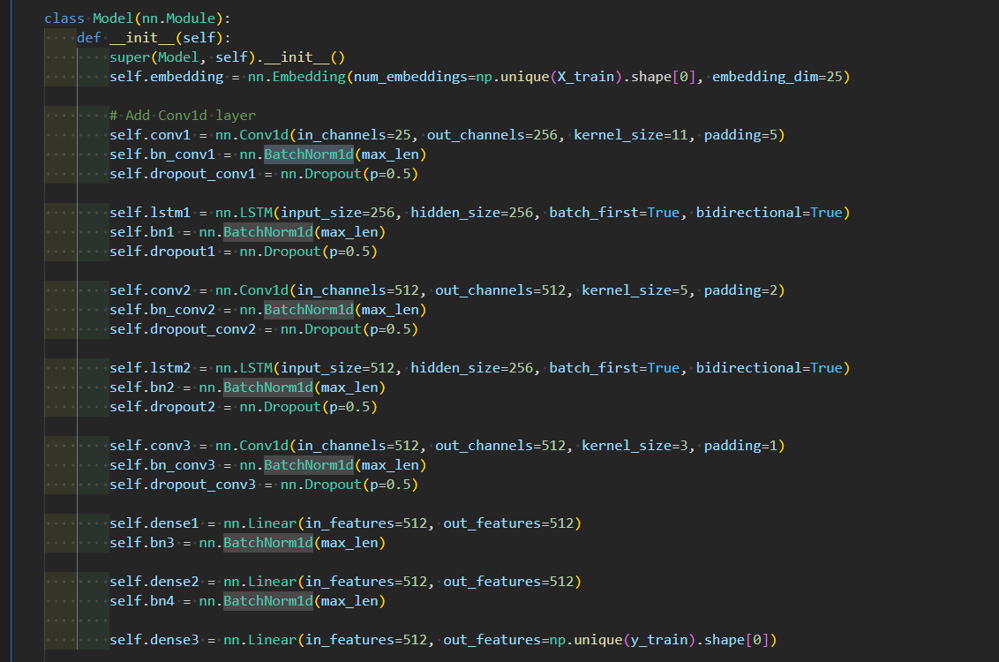 class Model(nn.Module):
def __init__(self):
super(Model, self).__init__()
self.embedding = nn.Embedding(num_embeddings=np.unique(X_train).shape[0], embedding_dim=25)
# Add Conv1d layer
self.conv1 = nn.Conv1d(in_channels=25, out_channels=256, kernel_size=11, padding=5)
self.bn_conv1 = nn.BatchNorm1d(max_len)
self.dropout_conv1 = nn.Dropout(p=0.5)
self.lstm1 = nn.LSTM(input_size=256, hidden_size=256, batch_first=True, bidirectional=True)
self.bn1 = nn.BatchNorm1d(max_len)
self.dropout1 = nn.Dropout(p=0.5)
self.conv2 = nn.Conv1d(in_channels=512, out_channels=512, kernel_size=5, padding=2)
self.bn_conv2 = nn.BatchNorm1d(max_len)
self.dropout_conv2 = nn.Dropout(p=0.5)
self.lstm2 = nn.LSTM(input_size=512, hidden_size=256, batch_first=True, bidirectional=True)
self.bn2 = nn.BatchNorm1d(max_len)
self.dropout2 = nn.Dropout(p=0.5)
self.conv3 = nn.Conv1d(in_channels=512, out_channels=512, kernel_size=3, padding=1)
self.bn_conv3 = nn.BatchNorm1d(max_len)
self.dropout_conv3 = nn.Dropout(p=0.5)
self.dense1 = nn.Linear(in_features=512, out_features=512)
self.bn3 = nn.BatchNorm1d(max_len)
self.dense2 = nn.Linear(in_features=512, out_features=512)
self.bn4 = nn.BatchNorm1d(max_len)
self.dense3 = nn.Linear(in_features=512, out_features=np.unique(y_train).shape[0])